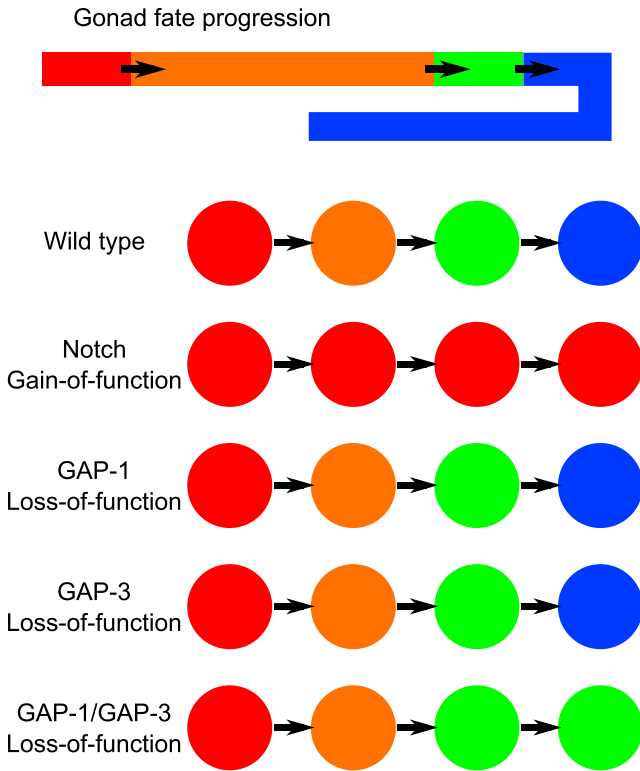 Gonad fate progression
Wild type
Notch
Gain-of-function
GAP-1
Loss-of-function
GAP-3
Loss-of-function
GAP-1/GAP-3
Loss-of-function